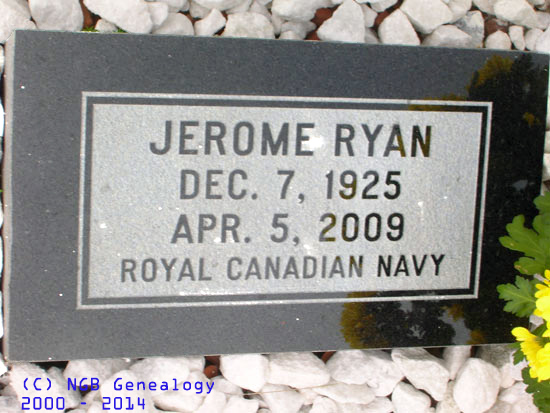 JEROME RYAN
DEC. 7, 1925
APR. 5, 2009
ROYAL CANADIAN NAVY
(C) NGB Genealogy
2000 - 2014